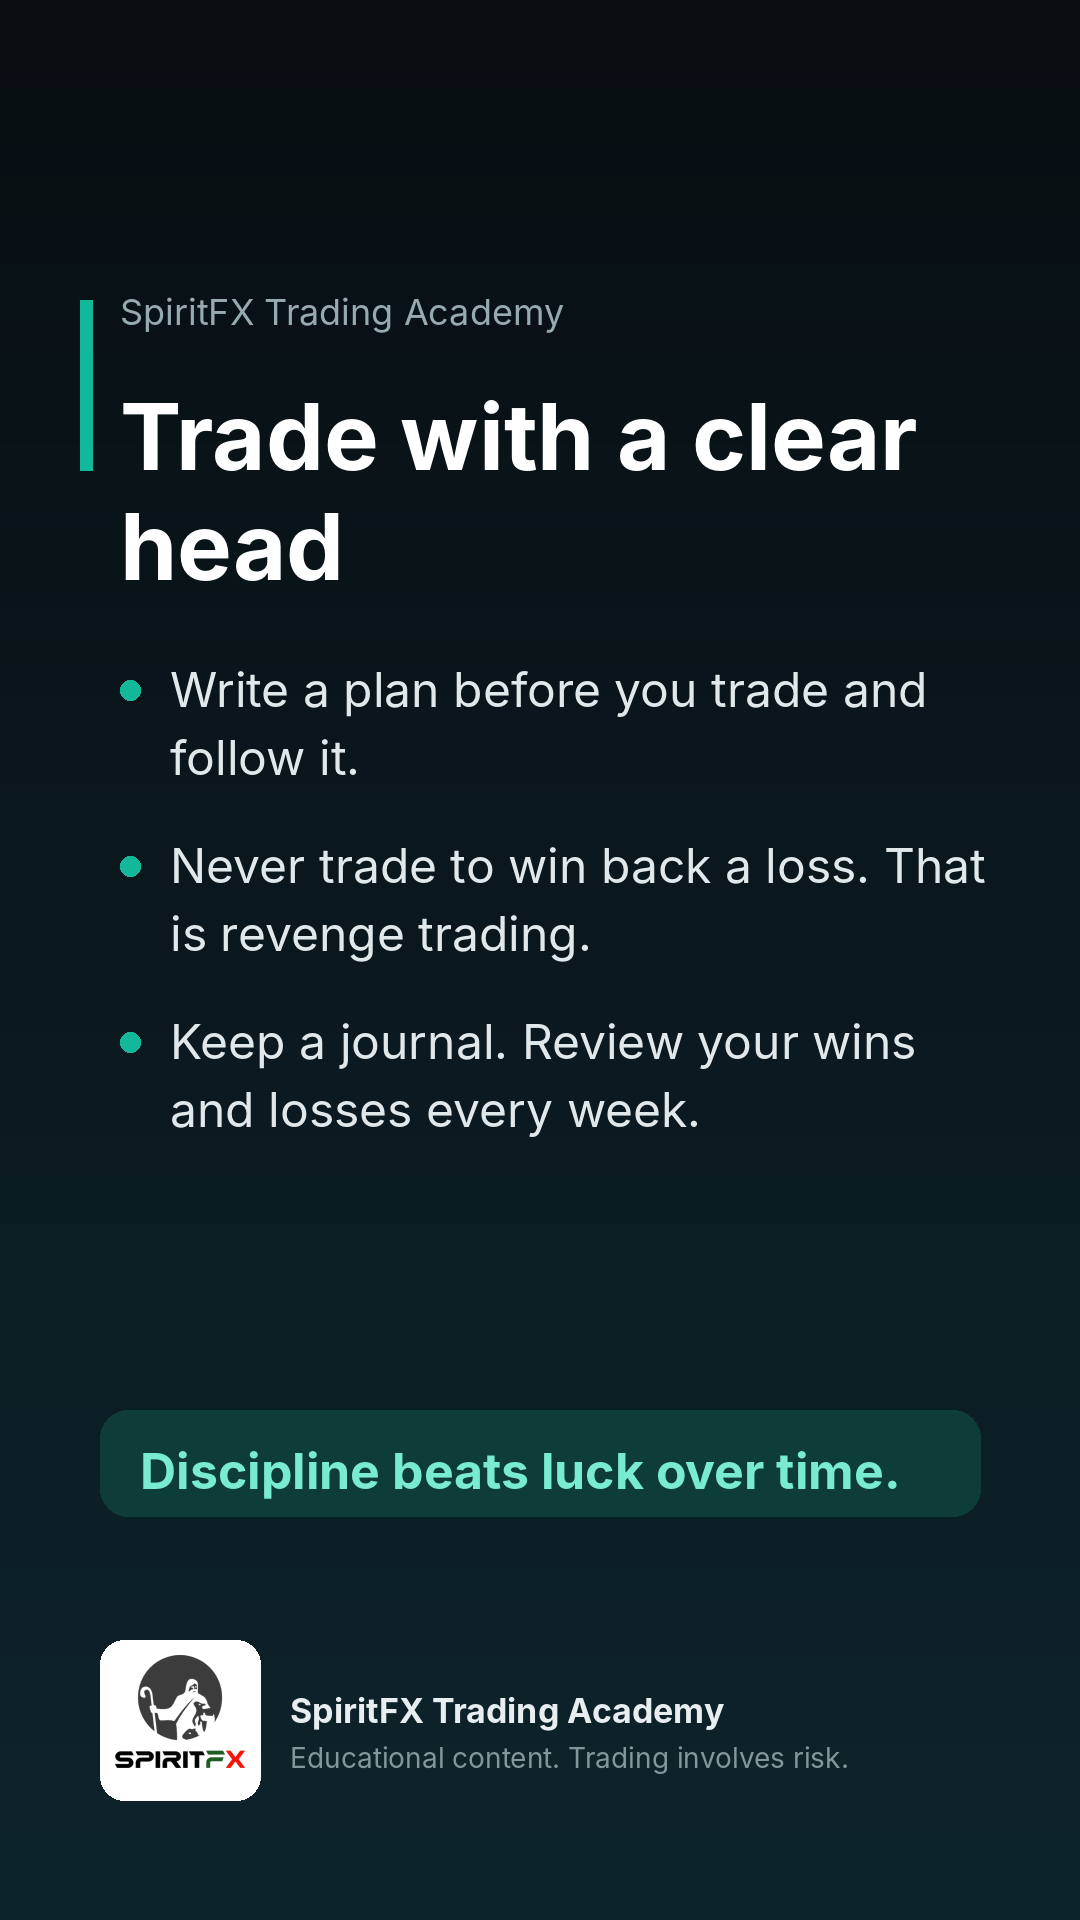 SpiritFX Trading Academy
Trade with a clear
head
Write a plan before you trade and
follow it.
Never trade to win back a loss. That
is revenge trading.
Keep a journal. Review your wins
and losses every week.
Discipline beats luck over time.
SPIRITFX
SpiritFX Trading Academy
Educational content. Trading involves risk.